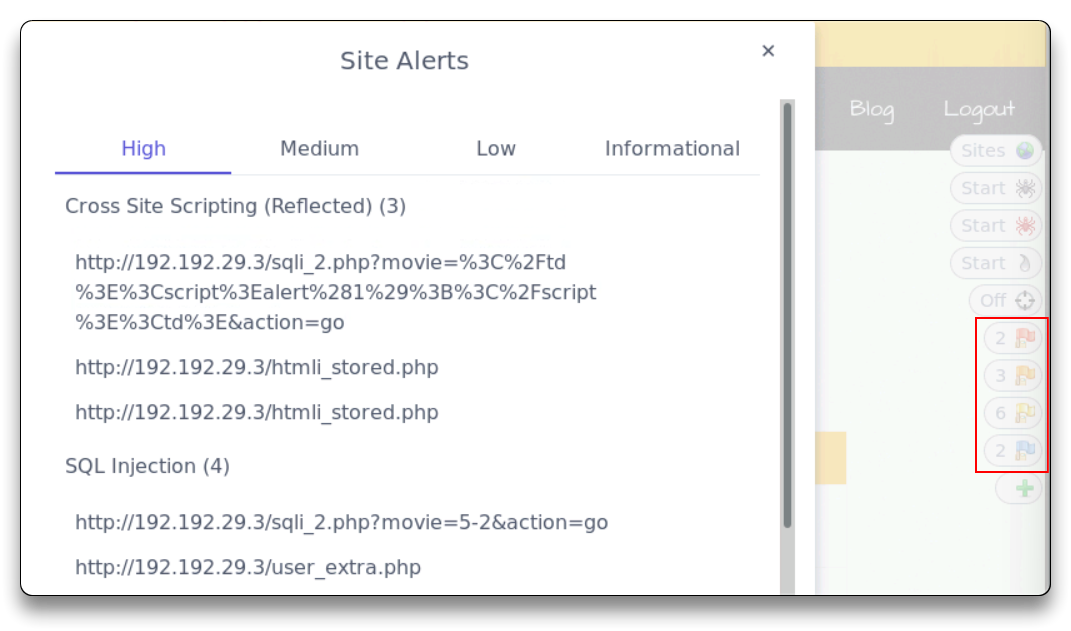 Site Alerts
×
High
Medium
Low
Informational
Cross Site Scripting (Reflected) (3)
http://192.192.29.3/sqli_2.php?movie=%3C%2Ftd
%3E%3Cscript%3Ealert%281%29%3B%3C%2Fscript
%3E%3Ctd%3E&action=go
http://192.192.29.3/htmli_stored.php
http://192.192.29.3/htmli_stored.php
SQL Injection (4)
http://192.192.29.3/sqli_2.php?movie=5-2&action=go
http://192.192.29.3/user_extra.php
Blog
Logout
Sites
Start
Start
Start
Off
2
3
6
2